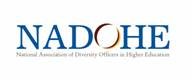 NADOHE
National Association of Diversity Officers in Higher Education